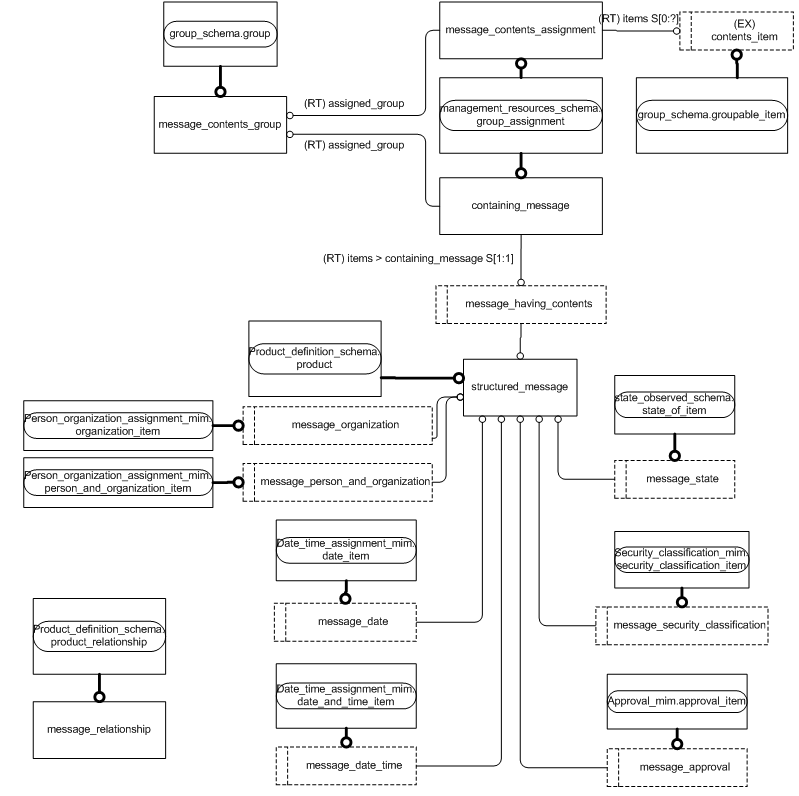 group_schema.group
message_contents_assignment
(RT) items S[0:?]
(EX)
contents_item
(RT) assigned_group
message_contents_group
management_resources_schema.
group_assignment
group_schema.groupable_item
(RT) assigned_group
containing_message
(RT) items > containing_message S[1:1]
message_having_contents
Product_definition_schema.
product
structured_message
state_observed_schema.
state_of_item
Person_organization_assignment_mim.
organization_item
message_organization
Person_organization_assignment_mim.
person_and_organization_item
message_person_and_organization
message_state
Date_time_assignment_mim.
date_item
Security_classification_mim.
security_classification_item
message_date
message_security_classification
Product_definition_schema.
product_relationship
Date_time_assignment_mim.
date_and_time_item
Approval_mim.approval_item
message_relationship
message_date_time
message_approval